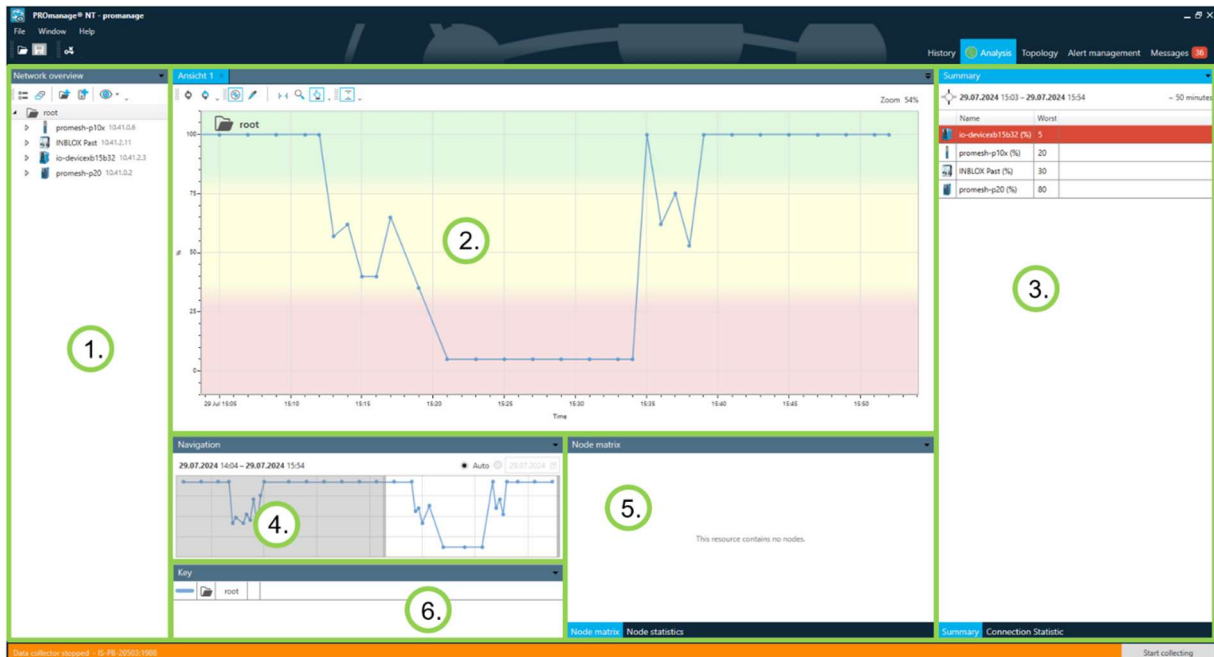 PROmanage® NT - promanage
File Window Help
History Analysis Topology Alert management Messages 36
Network overview
root
promesh-p10x 10.41.0.6
INBLOX Past 10.41.2.11
io-devicexb15b32 10.41.2.3
promesh-p20 10.41.0.2
1.
Ansicht 1
Zoom 54%
root
100
75
50
25
0
%
29 Jul 15:05 15:10 15:15 15:20 15:25 15:30 15:35 15:40 15:45 15:50
Time
2.
Summary
29.07.2024 15:03 – 29.07.2024 15:54 ~ 50 minutes
Name Worst
io-devicexb15b32 (%) 5
promesh-p10x (%) 20
INBLOX Past (%) 30
promesh-p20 (%) 80
3.
Navigation
29.07.2024 14:04 – 29.07.2024 15:54 Auto 29.07.2024
4.
Node matrix
5.
This resource contains no nodes.
Key
root
6.
Node matrix Node statistics
Summary Connection Statistic
Data collector stopped - IS-PB-20503:1988
Start collecting